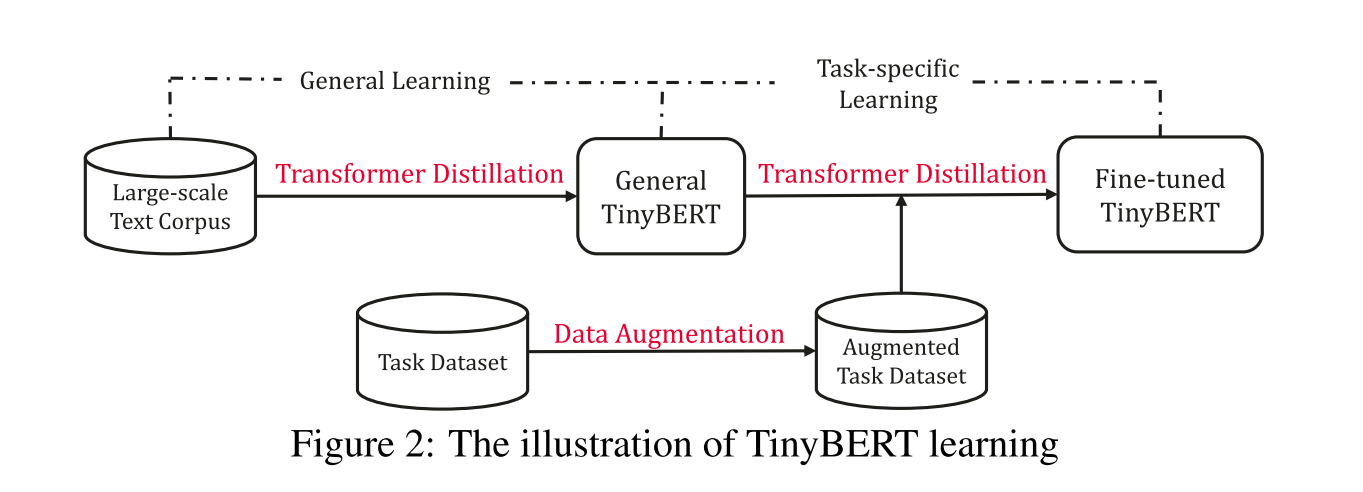 General Learning
Task-specific
Learning
Large-scale
Text Corpus
Transformer Distillation
General
TinyBERT
Transformer Distillation
Fine-tuned
TinyBERT
Task Dataset
Data Augmentation
Augmented
Task Dataset
Figure 2: The illustration of TinyBERT learning